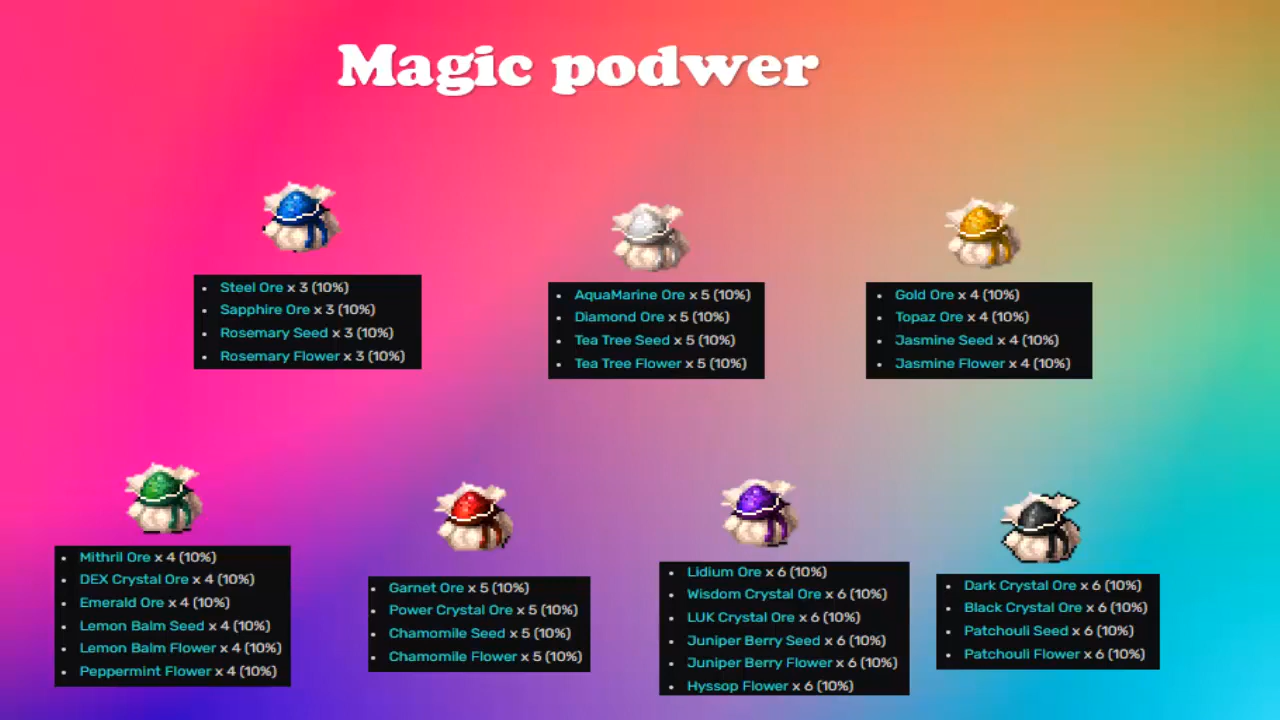 Magic podwer
Steel Ore x 3 (10%)
Sapphire Ore x 3 (10%)
Rosemary Seed x 3 (10%)
Rosemary Flower x 3 (10%)
AquaMarine Ore x 5 (10%)
Diamond Ore x 5 (10%)
Tea Tree Seed x 5 (10%)
Tea Tree Flower x 5 (10%)
Gold Ore x 4 (10%)
Topaz Ore x 4 (10%)
Jasmine Seed x 4 (10%)
Jasmine Flower x 4 (10%)
Mithril Ore x 4 (10%)
DEX Crystal Ore x 4 (10%)
Emerald Ore x 4 (10%)
Lemon Balm Seed x 4 (10%)
Lemon Balm Flower x 4 (10%)
Peppermint Flower x 4 (10%)
Garnet Ore x 5 (10%)
Power Crystal Ore x 5 (10%)
Chamomile Seed x 5 (10%)
Chamomile Flower x 5 (10%)
Lidium Ore x 6 (10%)
Wisdom Crystal Ore x 6 (10%)
LUK Crystal Ore x 6 (10%)
Juniper Berry Seed x 6 (10%)
Juniper Berry Flower x 6 (10%)
Hyssop Flower x 6 (10%)
Dark Crystal Ore x 6 (10%)
Black Crystal Ore x 6 (10%)
Patchouli Seed x 6 (10%)
Patchouli Flower x 6 (10%)